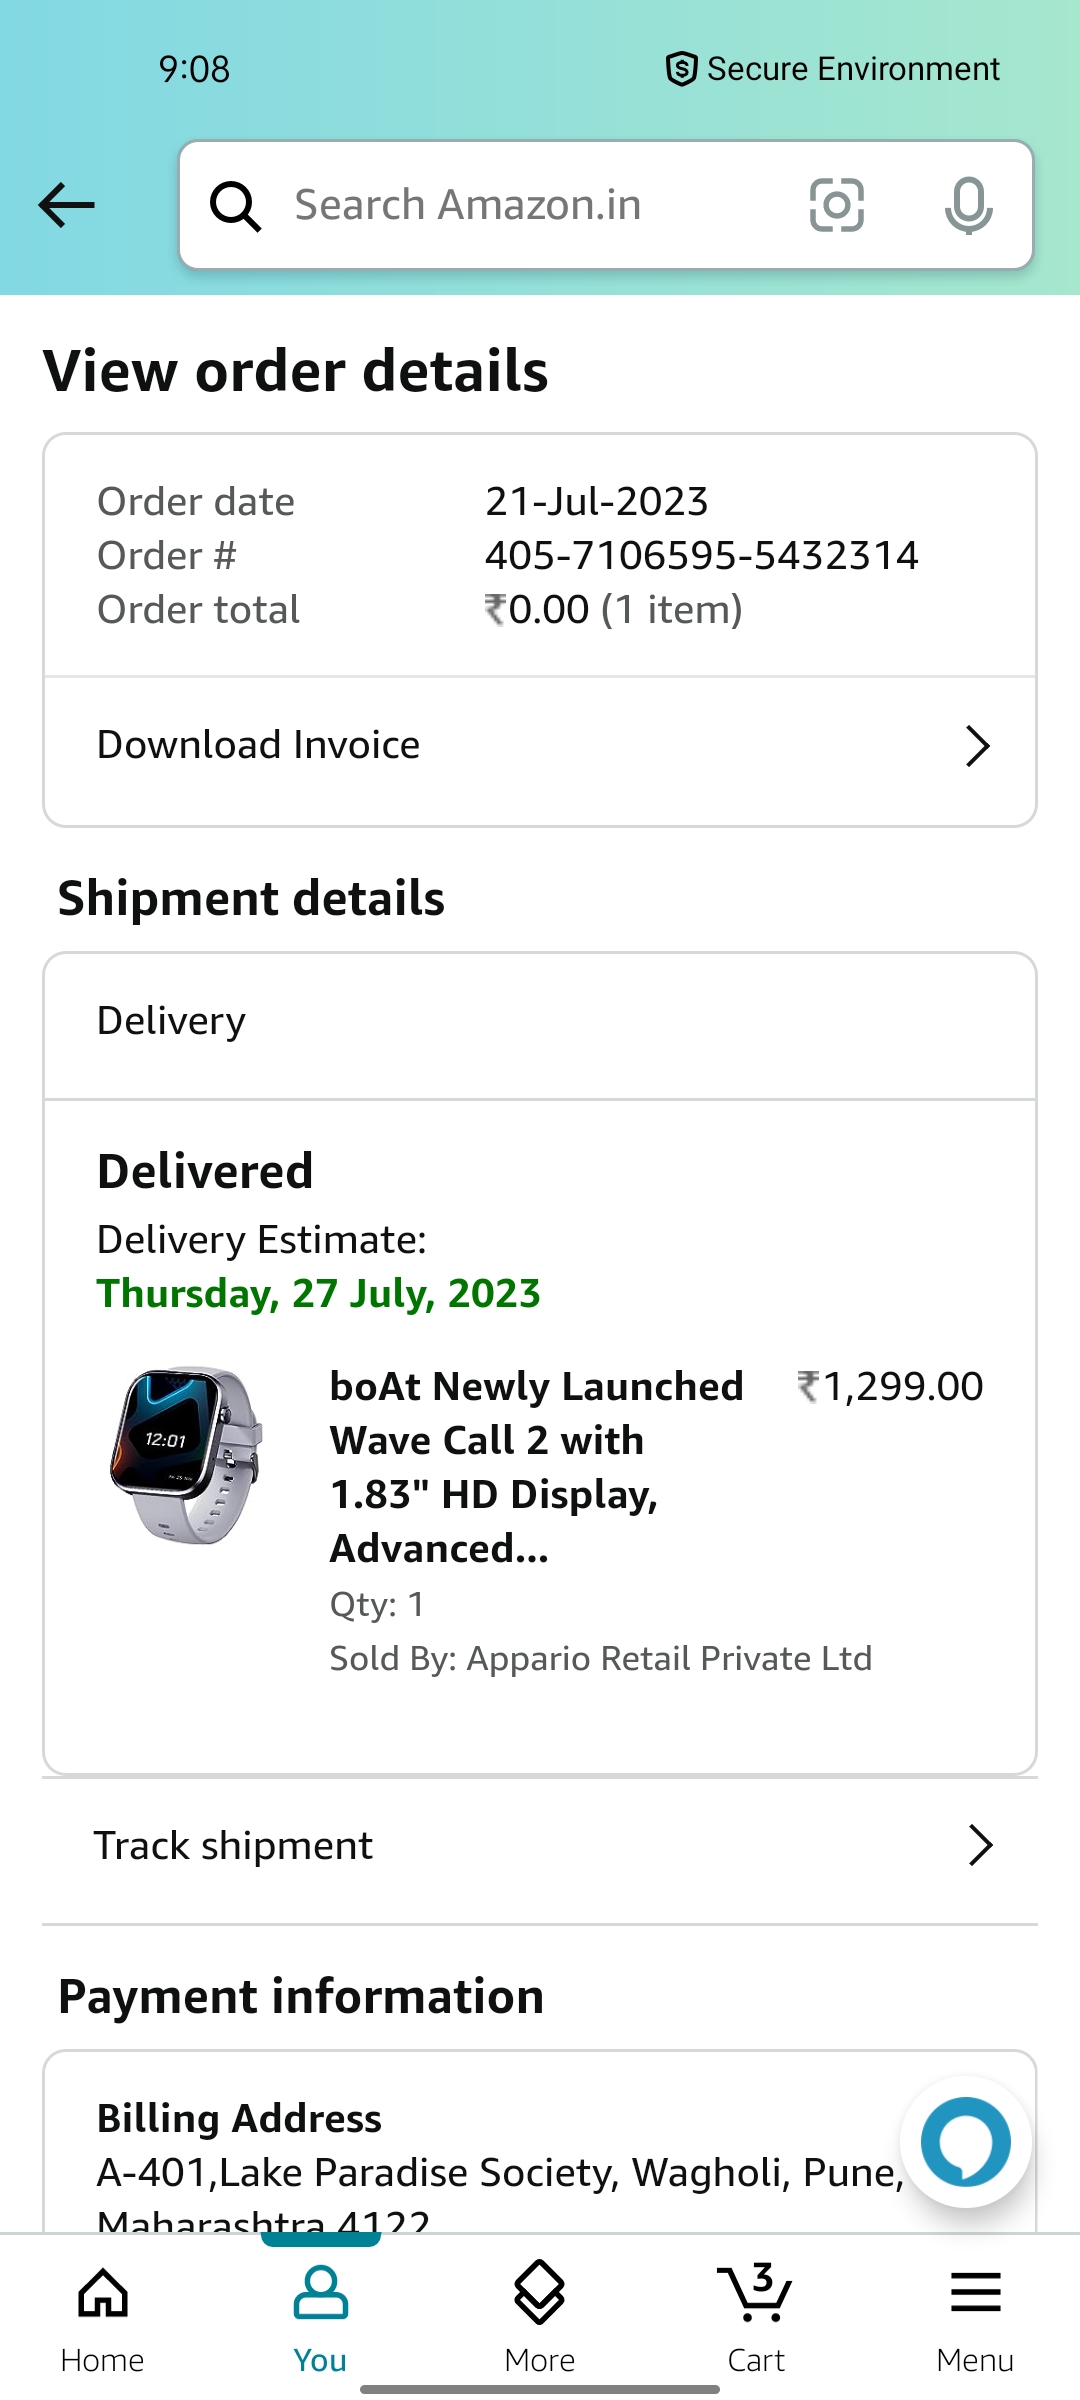 9:08 Secure Environment
Search Amazon.in
View order details
Order date 21-Jul-2023
Order # 405-7106595-5432314
Order total ₹0.00 (1 item)
Download Invoice
Shipment details
Delivery
Delivered
Delivery Estimate:
Thursday, 27 July, 2023
12:01
boAt Newly Launched ₹1,299.00
Wave Call 2 with
1.83" HD Display,
Advanced...
Qty: 1
Sold By: Appario Retail Private Ltd
Track shipment
Payment information
Billing Address
A-401,Lake Paradise Society, Wagholi, Pune,
Maharashtra 4122
3
Home You More Cart Menu